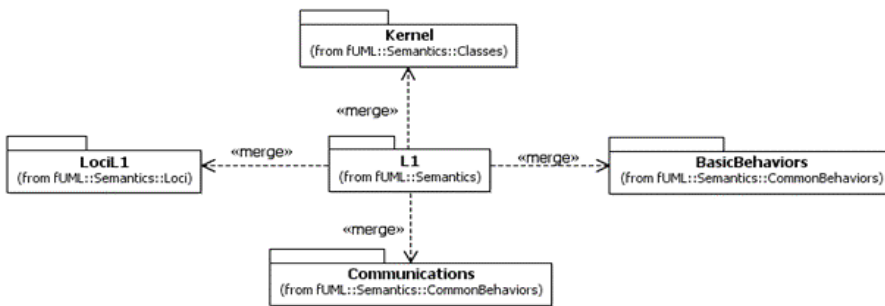 Kernel
(from fUML::Semantics::Classes)
«merge»
«merge»
«merge»
LociL1
(from fUML::Semantics::Loci)
L1
(from fUML::Semantics)
BasicBehaviors
(from fUML::Semantics::CommonBehaviors)
«merge»
Communications
(from fUML::Semantics::CommonBehaviors)